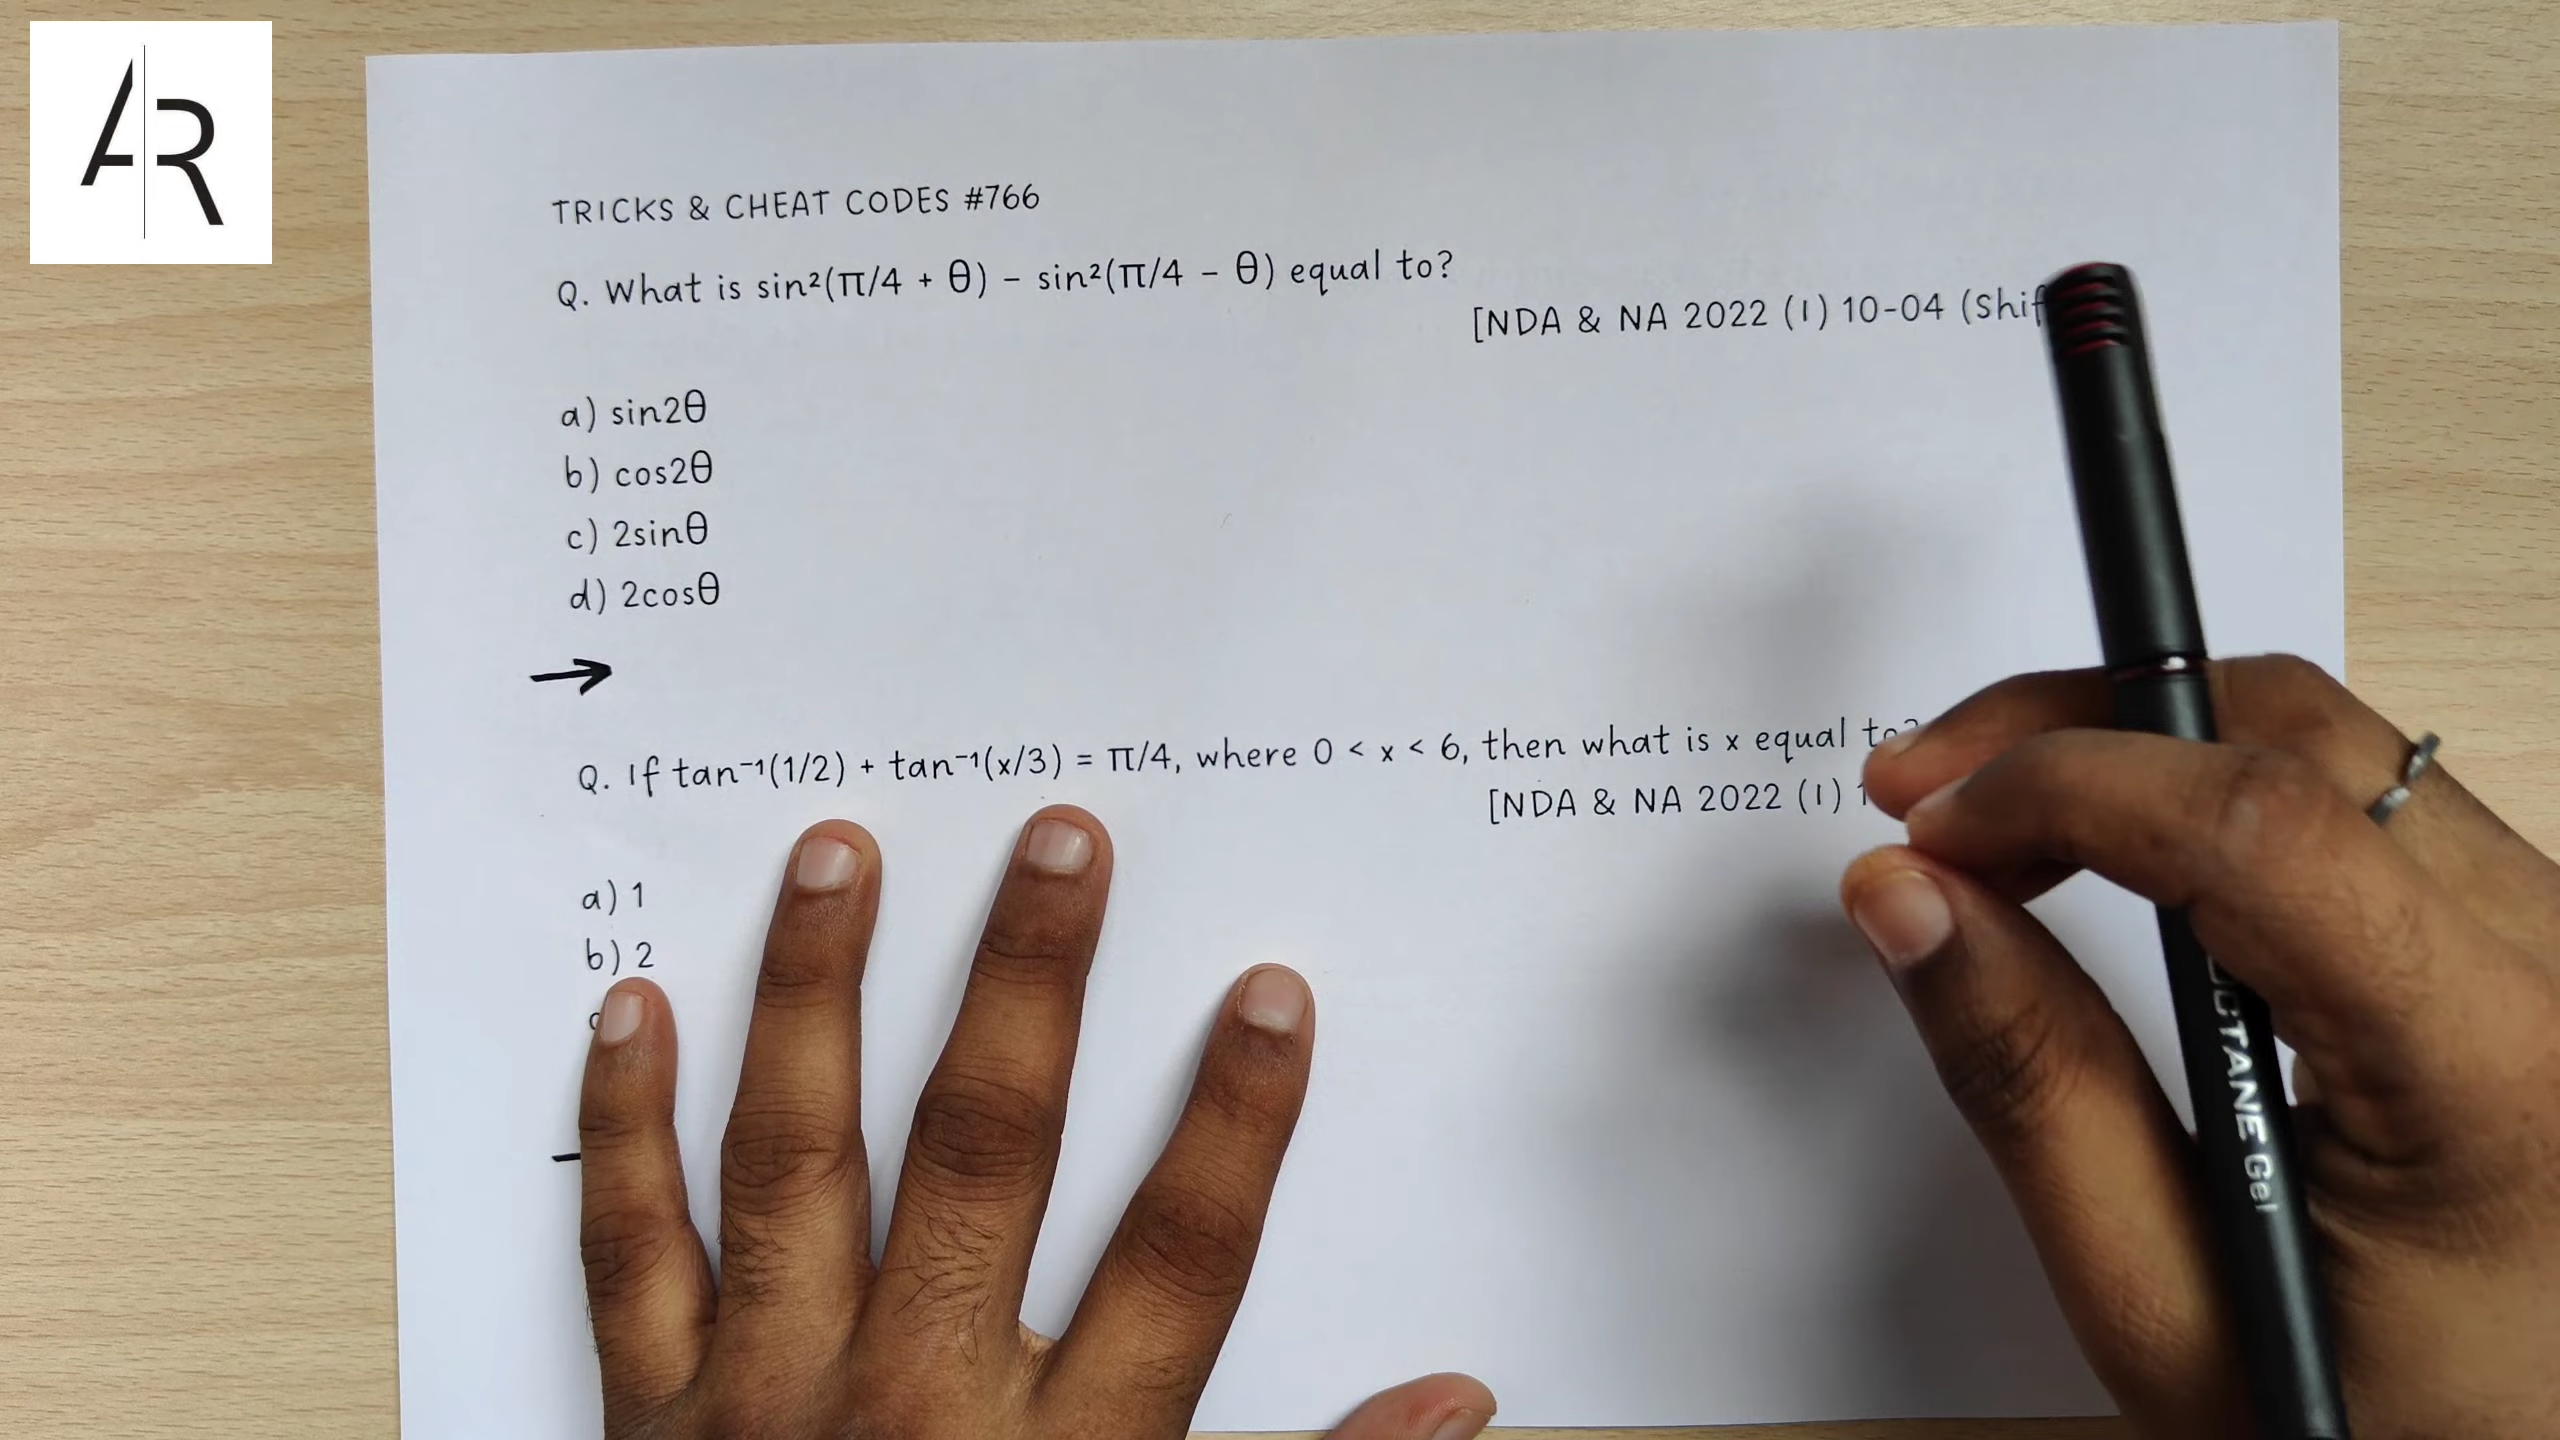 AR
TRICKS & CHEAT CODES #766
Q. What is sin²(π/4 + θ) - sin²(π/4 - θ) equal to?
[NDA & NA 2022 (I) 10-04 (Shif
a) sin2θ
b) cos2θ
c) 2sinθ
d) 2cosθ
→
Q. If tan⁻¹(1/2) + tan⁻¹(x/3) = π/4, where 0 < x < 6, then what is x equal to?
[NDA & NA 2022 (I) 1
a) 1
b) 2
OCTANE Gel